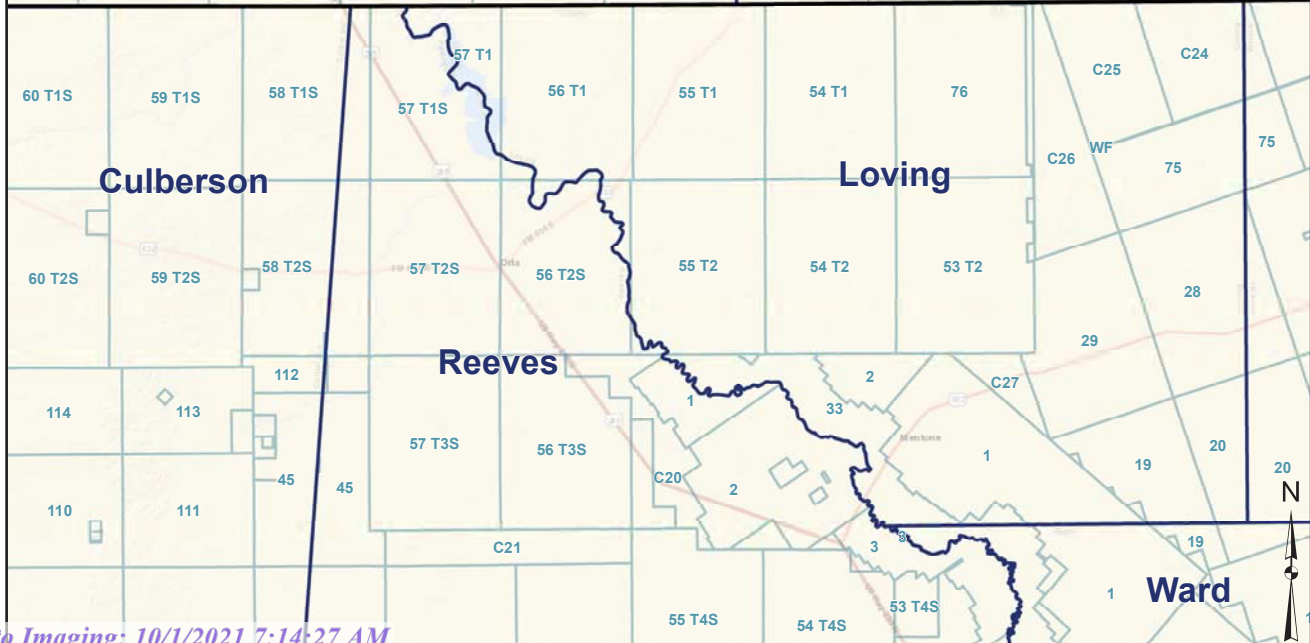 57 T1
C24
C25
60 T1S
59 T1S
58 T1S
57 T1S
56 T1
55 T1
54 T1
76
C26
WF
75
75
Culberson
Loving
60 T2S
59 T2S
58 T2S
57 T2S
Orla
56 T2S
55 T2
54 T2
53 T2
28
29
Reeves
112
1
2
C27
114
113
33
57 T3S
56 T3S
Mentone
1
19
20
20
45
45
C20
2
N
110
111
C21
3
3
19
1
Ward
55 T4S
54 T4S
53 T4S
to Imaging: 10/1/2021 7:14:27 AM